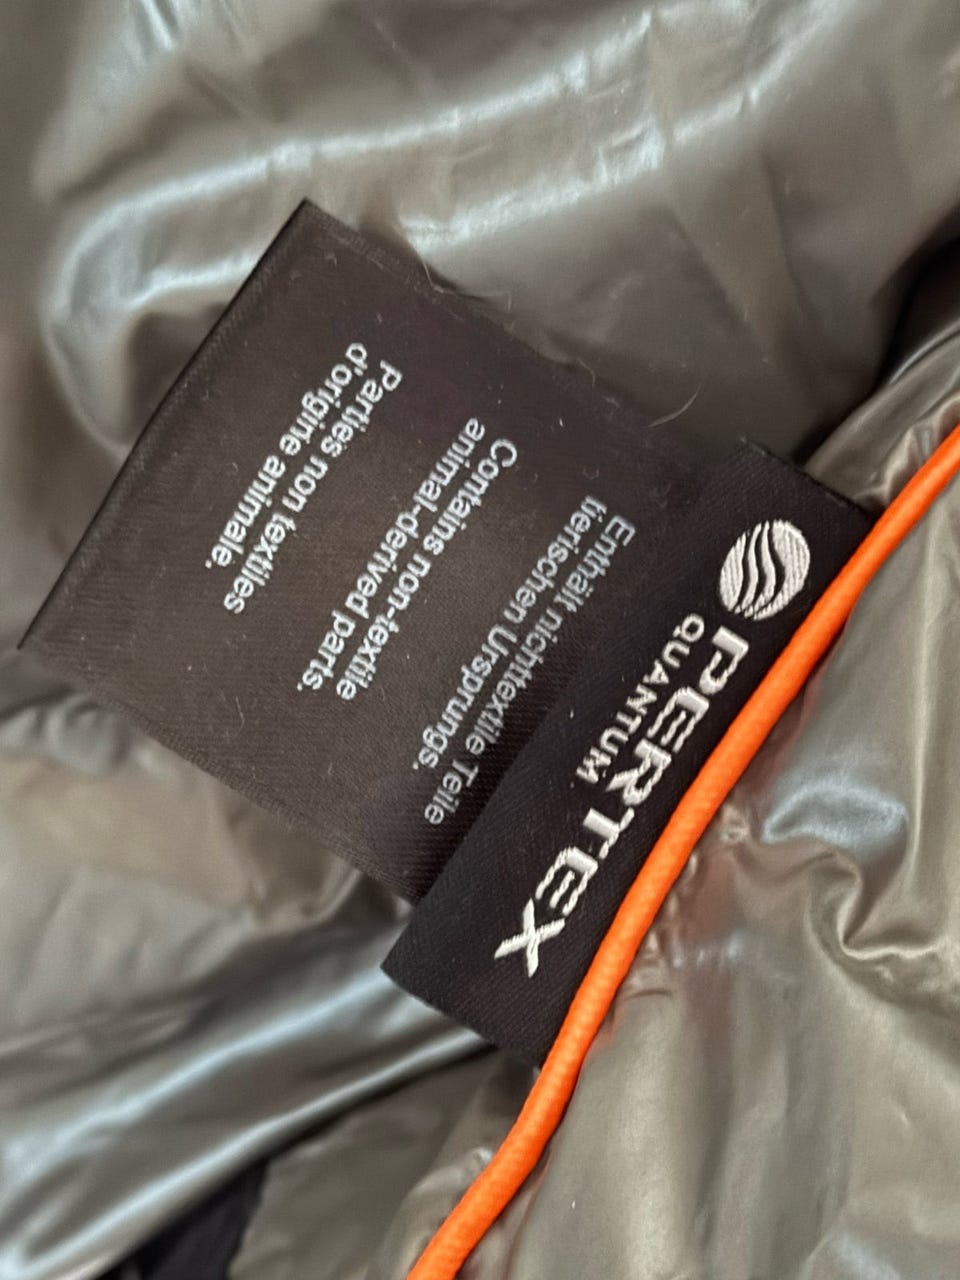 PERTEX
QUANTUM
Enthält nichttextile Teile
tierischen Ursprungs.
Contains non-textile
animal-derived parts.
Parties non textiles
d'origine animale.